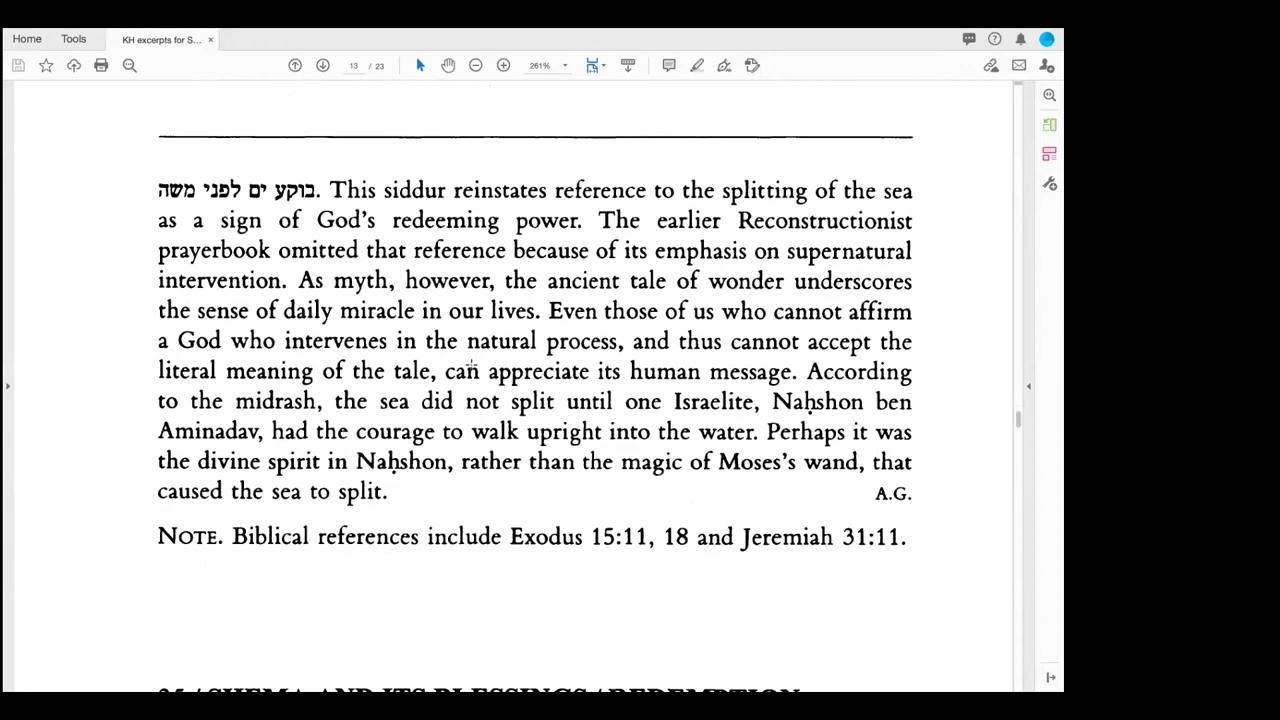 Home Tools KH excerpts for S... ×
13 / 23 261%
בוקע ים לפני משה. This siddur reinstates reference to the splitting of the sea
as a sign of God's redeeming power. The earlier Reconstructionist
prayerbook omitted that reference because of its emphasis on supernatural
intervention. As myth, however, the ancient tale of wonder underscores
the sense of daily miracle in our lives. Even those of us who cannot affirm
a God who intervenes in the natural process, and thus cannot accept the
literal meaning of the tale, can appreciate its human message. According
to the midrash, the sea did not split until one Israelite, Naḥshon ben
Aminadav, had the courage to walk upright into the water. Perhaps it was
the divine spirit in Naḥshon, rather than the magic of Moses's wand, that
caused the sea to split. A.G.
NOTE. Biblical references include Exodus 15:11, 18 and Jeremiah 31:11.
SHEMA AND ITS BLESSINGS / REDEMPTION